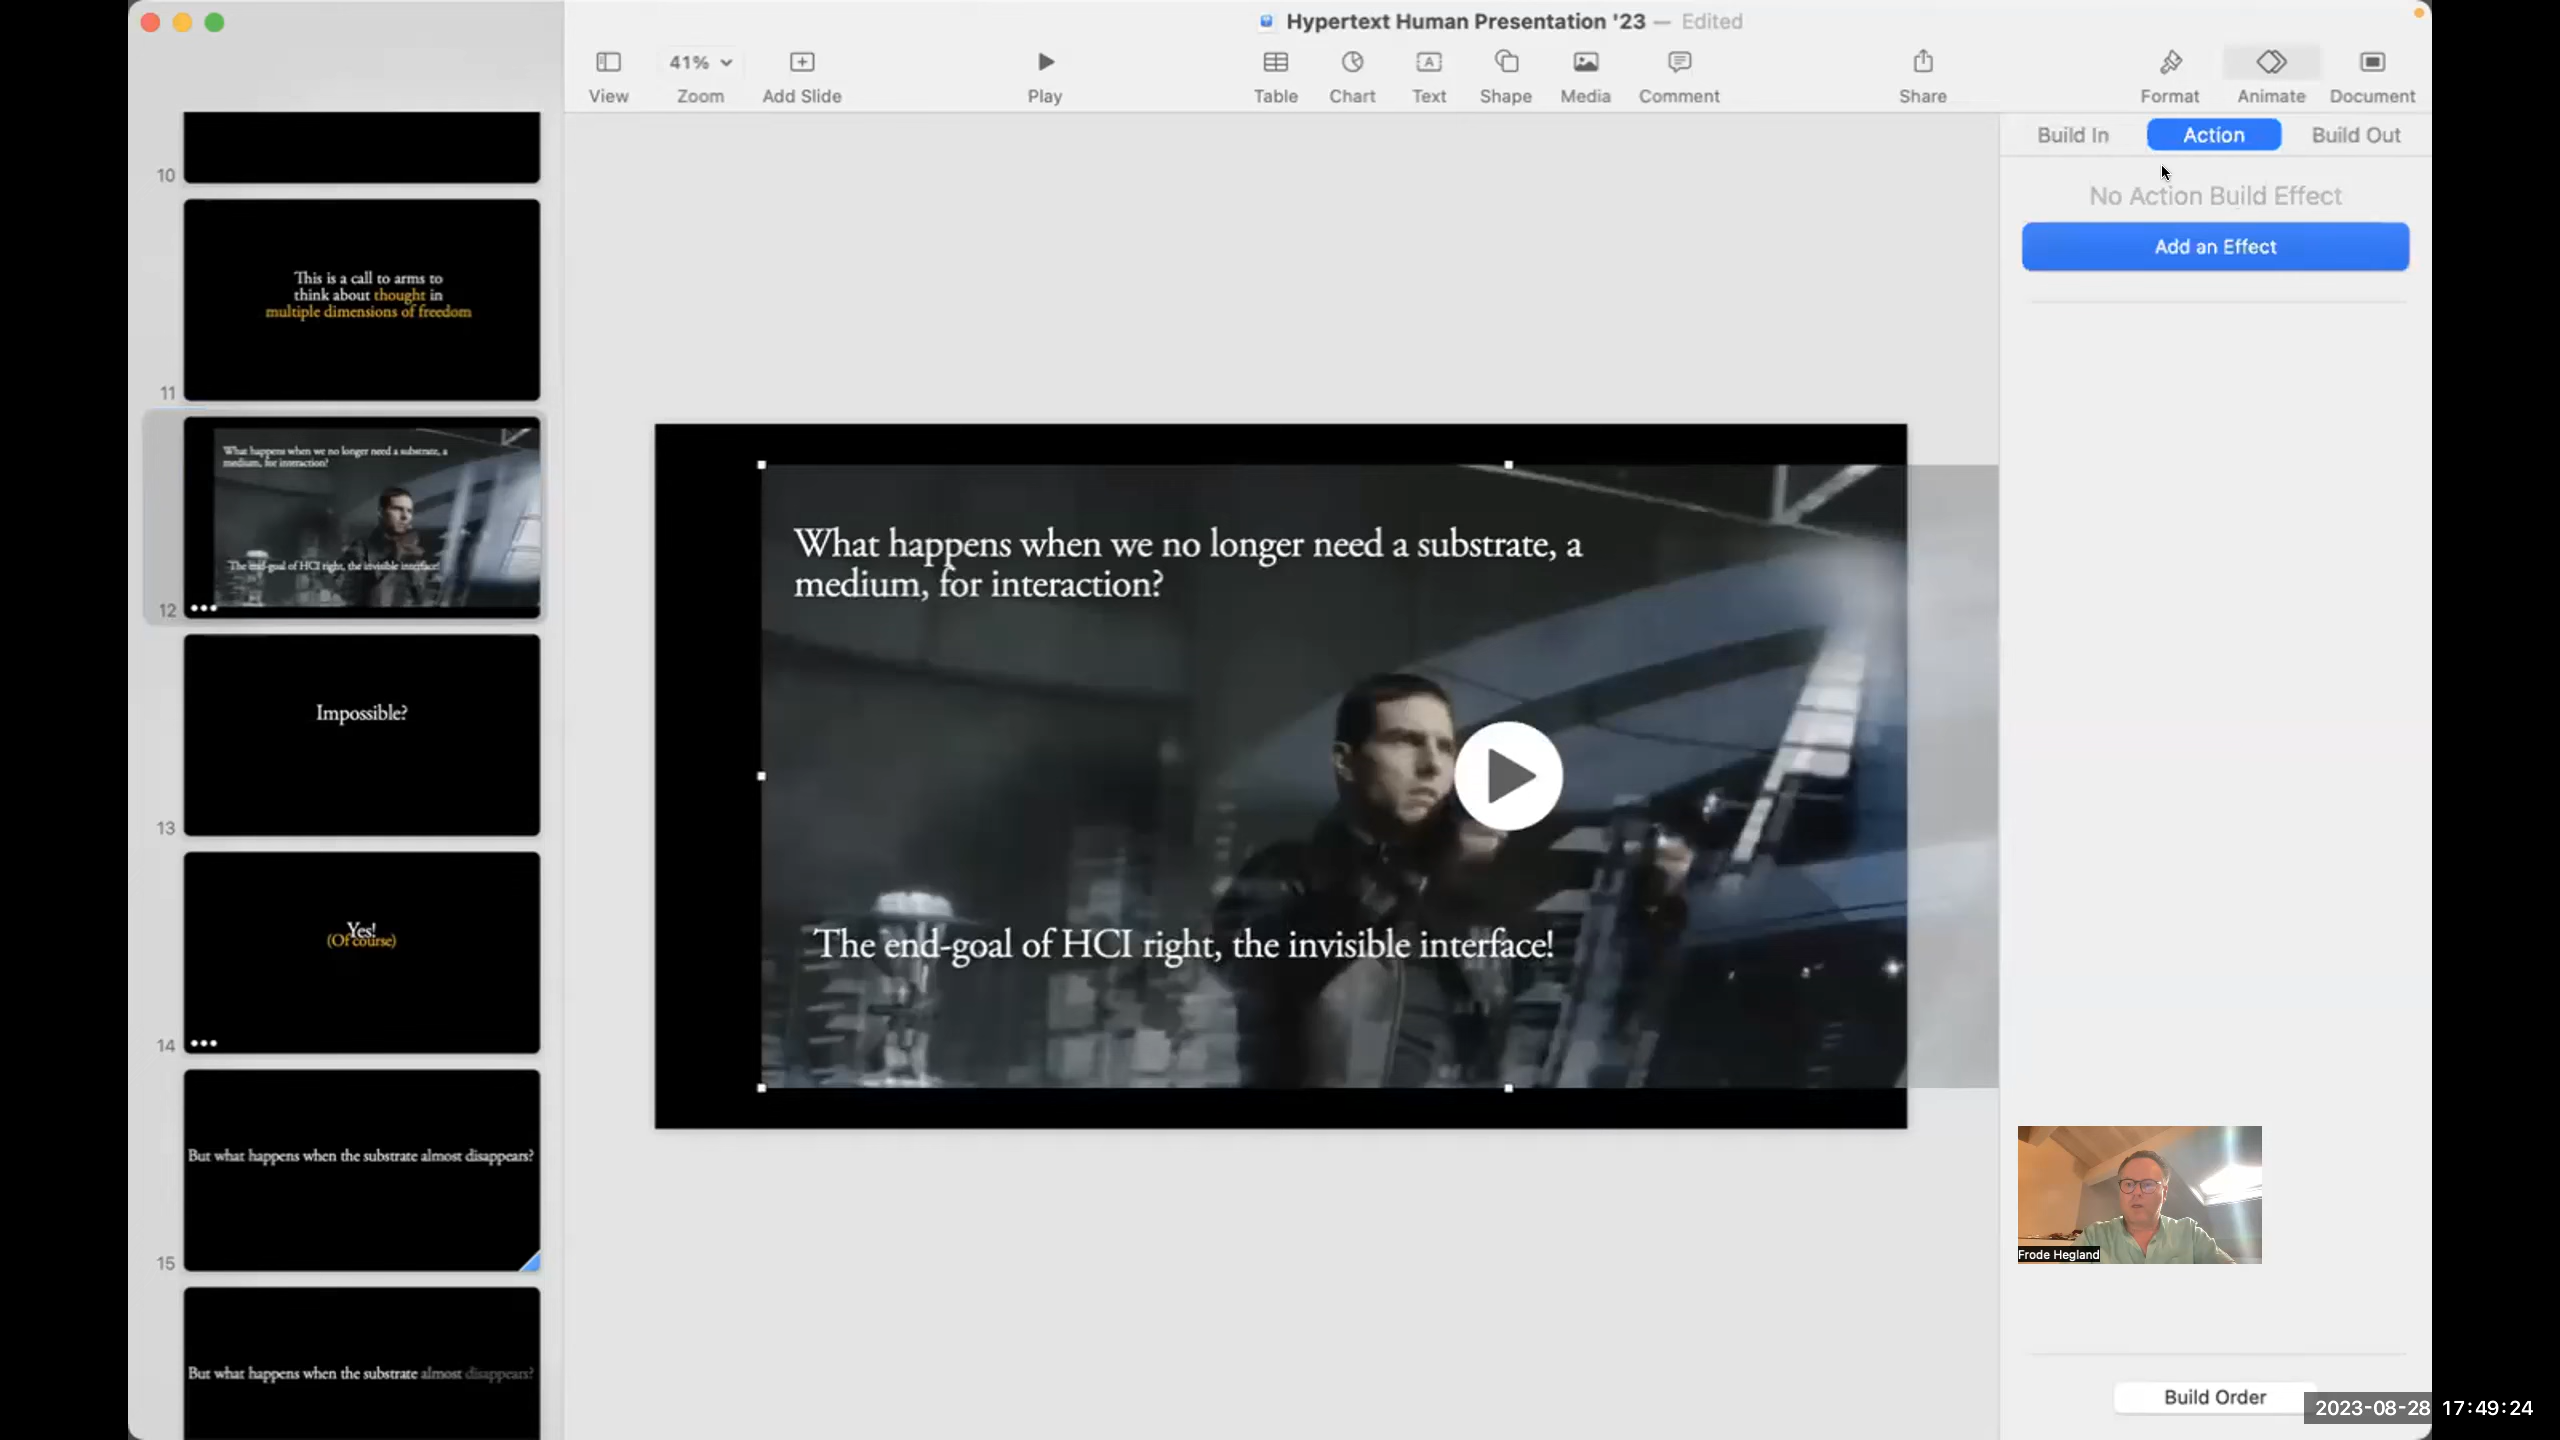 Hypertext Human Presentation '23 — Edited
41%
View
Zoom
Add Slide
Play
Table
Chart
Text
Shape
Media
Comment
Share
Format
Animate
Document
Build In
Action
Build Out
No Action Build Effect
Add an Effect
10
This is a call to arms to
think about thought in
multiple dimensions of freedom
11
What happens when we no longer need a substrate, a
medium, for interaction?
The end-goal of HCI right, the invisible interface!
12
Impossible?
13
Yes!
(Of course)
14
But what happens when the substrate almost disappears?
15
But what happens when the substrate almost disappears?
What happens when we no longer need a substrate, a
medium, for interaction?
The end-goal of HCI right, the invisible interface!
Frode Hegland
Build Order
2023-08-28 17:49:24